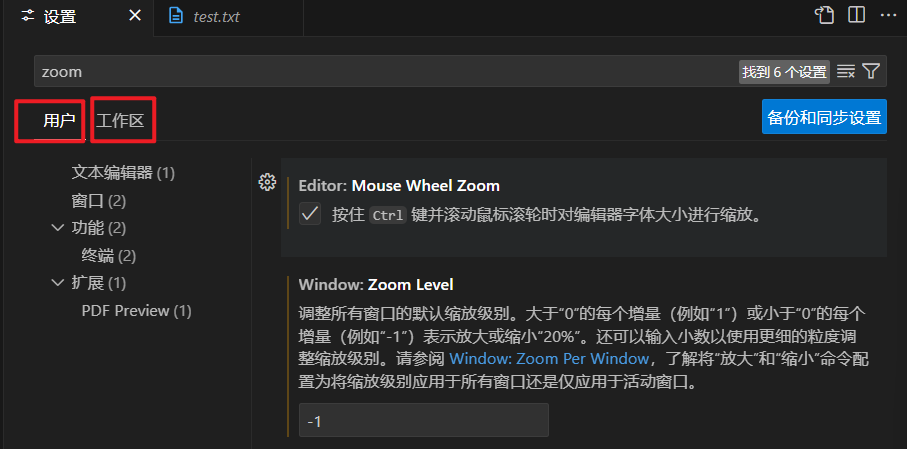 设置
test.txt
zoom
找到 6 个设置
用户
工作区
备份和同步设置
文本编辑器 (1)
窗口 (2)
功能 (2)
终端 (2)
扩展 (1)
PDF Preview (1)
Editor: Mouse Wheel Zoom
按住 Ctrl 键并滚动鼠标滚轮时对编辑器字体大小进行缩放。
Window: Zoom Level
调整所有窗口的默认缩放级别。大于“0”的每个增量（例如“1”）或小于“0”的每个
增量（例如“-1”）表示放大或缩小“20%”。还可以输入小数以使用更细的粒度调
整缩放级别。请参阅 Window: Zoom Per Window，了解将“放大”和“缩小”命令配
置为将缩放级别应用于所有窗口还是仅应用于活动窗口。
-1